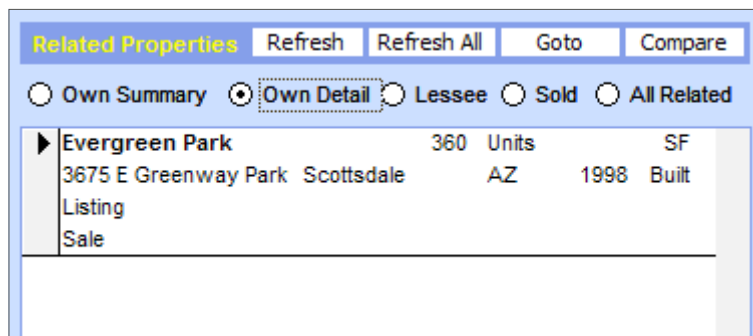 Related Properties Refresh Refresh All Goto Compare
Own Summary Own Detail Lessee Sold All Related
Evergreen Park 360 Units SF
3675 E Greenway Park Scottsdale AZ 1998 Built
Listing
Sale